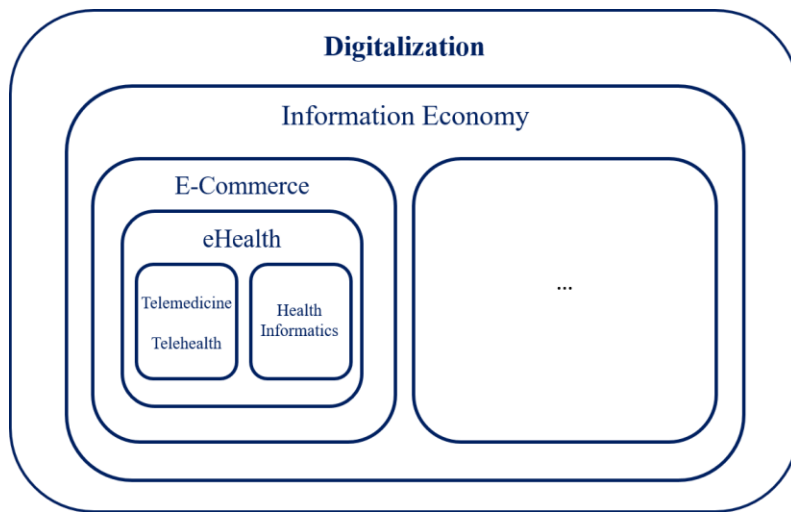 Digitalization
Information Economy
E-Commerce
eHealth
Telemedicine
Telehealth
Health
Informatics
...